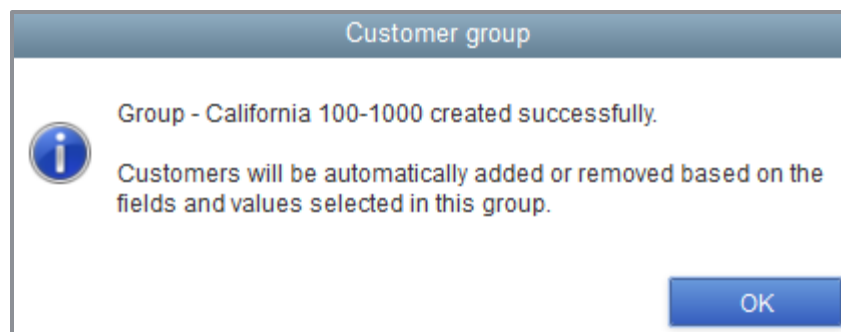 Customer group
Group - California 100-1000 created successfully.
Customers will be automatically added or removed based on the
fields and values selected in this group.
OK